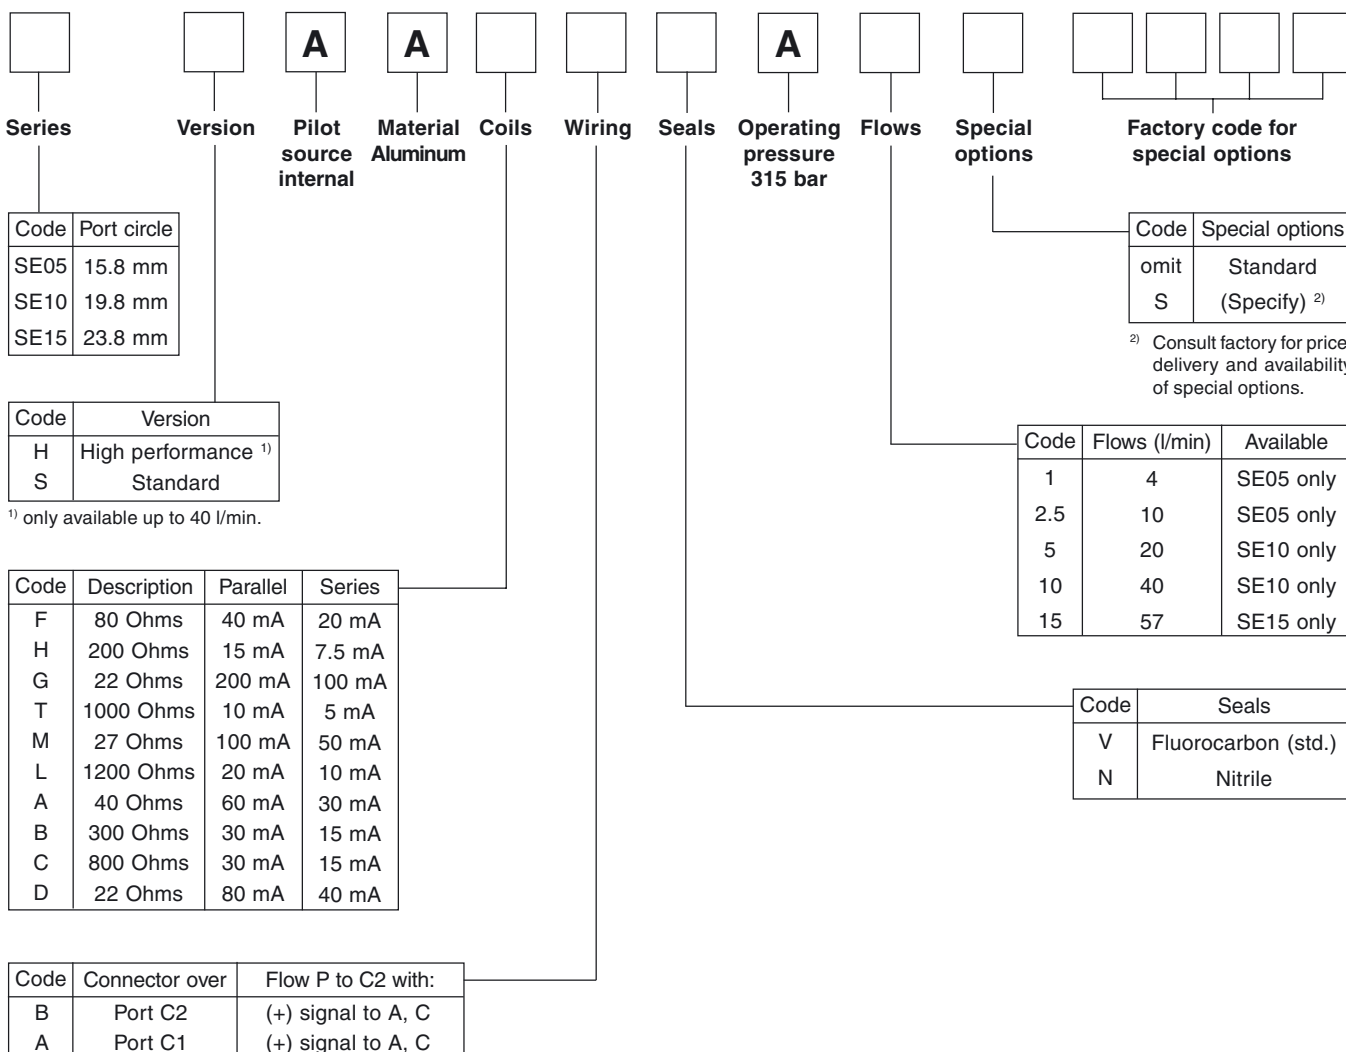 A A A
Series Version Pilot Material Coils Wiring Seals Operating Flows Special Factory code for
source Aluminum pressure options special options
internal 315 bar
Code Port circle
SE05 15.8 mm
SE10 19.8 mm
SE15 23.8 mm
Code Special options
omit Standard
S (Specify) 2)
2) Consult factory for price
delivery and availability
of special options.
Code Version
H High performance 1)
S Standard
1) only available up to 40 l/min.
Code Flows (l/min) Available
1 4 SE05 only
2.5 10 SE05 only
5 20 SE10 only
10 40 SE10 only
15 57 SE15 only
Code Description Parallel Series
F 80 Ohms 40 mA 20 mA
H 200 Ohms 15 mA 7.5 mA
G 22 Ohms 200 mA 100 mA
T 1000 Ohms 10 mA 5 mA
M 27 Ohms 100 mA 50 mA
L 1200 Ohms 20 mA 10 mA
A 40 Ohms 60 mA 30 mA
B 300 Ohms 30 mA 15 mA
C 800 Ohms 30 mA 15 mA
D 22 Ohms 80 mA 40 mA
Code Seals
V Fluorocarbon (std.)
N Nitrile
Code Connector over Flow P to C2 with:
B Port C2 (+) signal to A, C
A Port C1 (+) signal to A, C